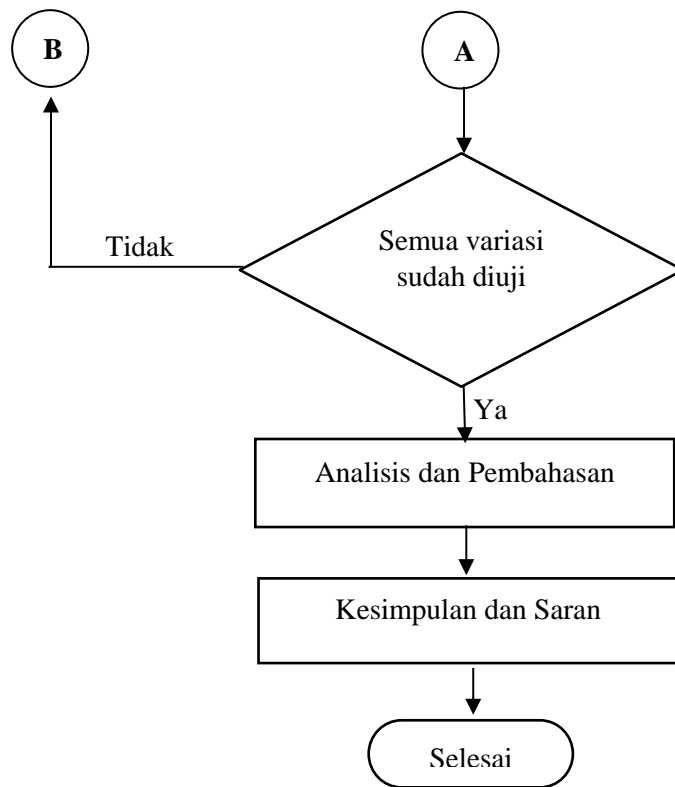 B
A
Tidak
Semua variasi
sudah diuji
Ya
Analisis dan Pembahasan
Kesimpulan dan Saran
Selesai